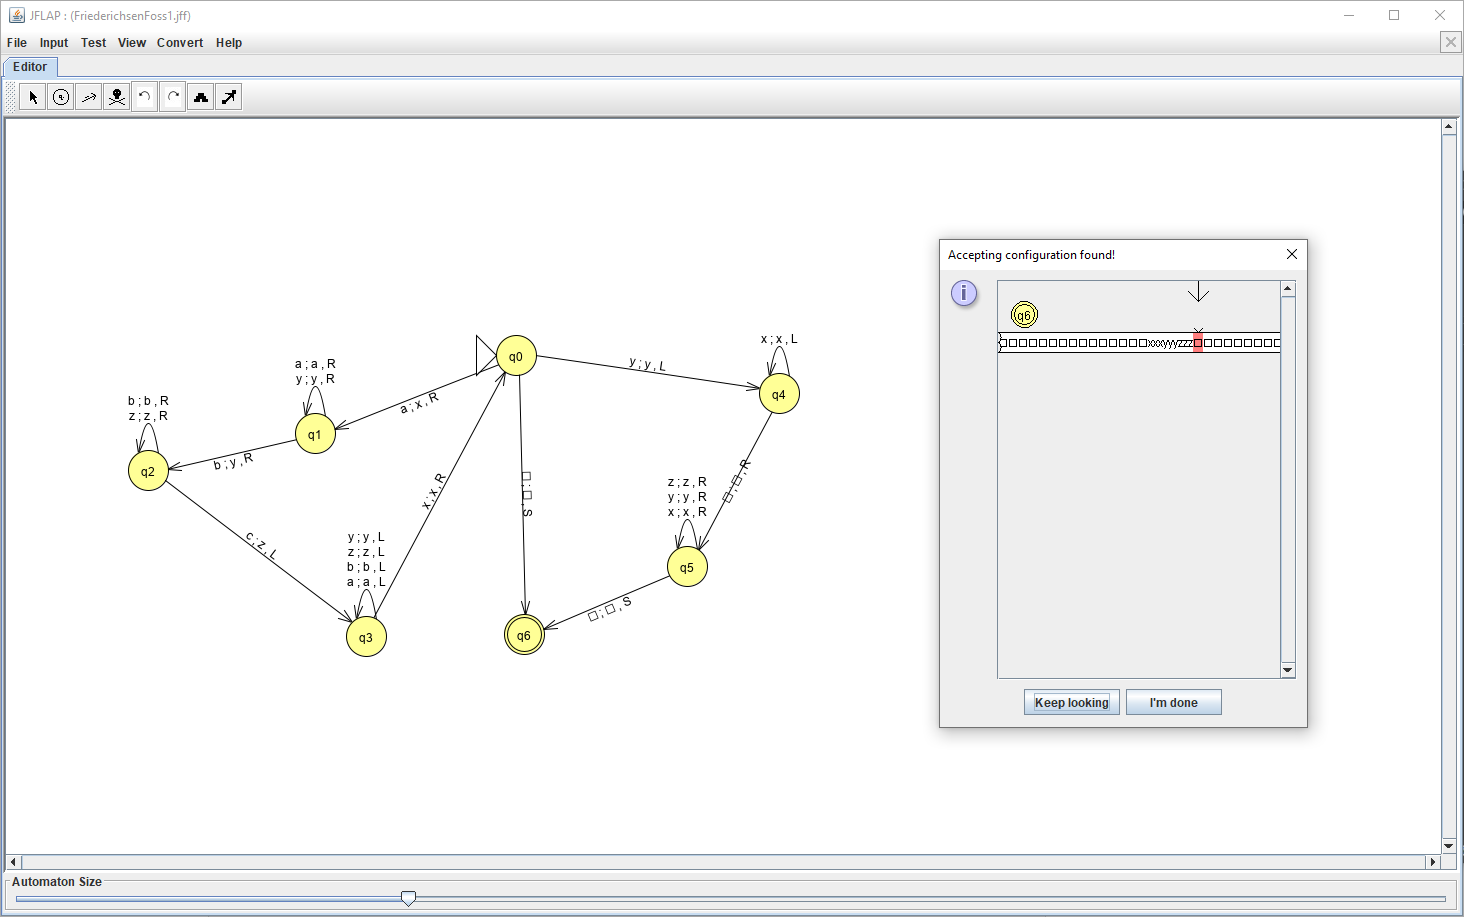 JFLAP : (FriederichsenFoss1.jff)
File Input Test View Convert Help
Editor
Accepting configuration found!
q6
□□□□□□□□□□□□□□□xxxyyyzzz□□□□□□□□□
q0
y ; y , L
x ; x , L
q4
a ; a , R
y ; y , R
a ; x , R
q1
b ; b , R
z ; z , R
b ; y , R
q2
x ; x , R
□ ; □ , S
□ ; □ , R
z ; z , R
y ; y , R
x ; x , R
c ; z , L
y ; y , L
z ; z , L
b ; b , L
a ; a , L
q5
□ ; □ , S
q3
q6
Keep looking
I'm done
Automaton Size